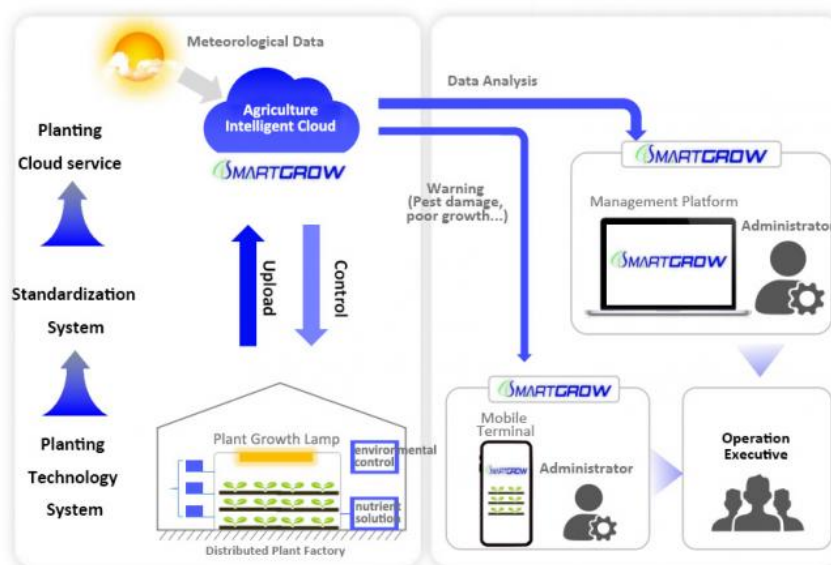 Meteorological Data
Agriculture
Intelligent Cloud
SMARTGROW
Planting
Cloud service
Standardization
System
Planting
Technology
System
Upload
Control
Plant Growth Lamp
environmental
control
nutrient
solution
Distributed Plant Factory
Data Analysis
Warning
(Pest damage,
poor growth...)
SMARTGROW
Management Platform
SMARTGROW
Administrator
SMARTGROW
Mobile
Terminal
SMARTGROW
Administrator
Operation
Executive